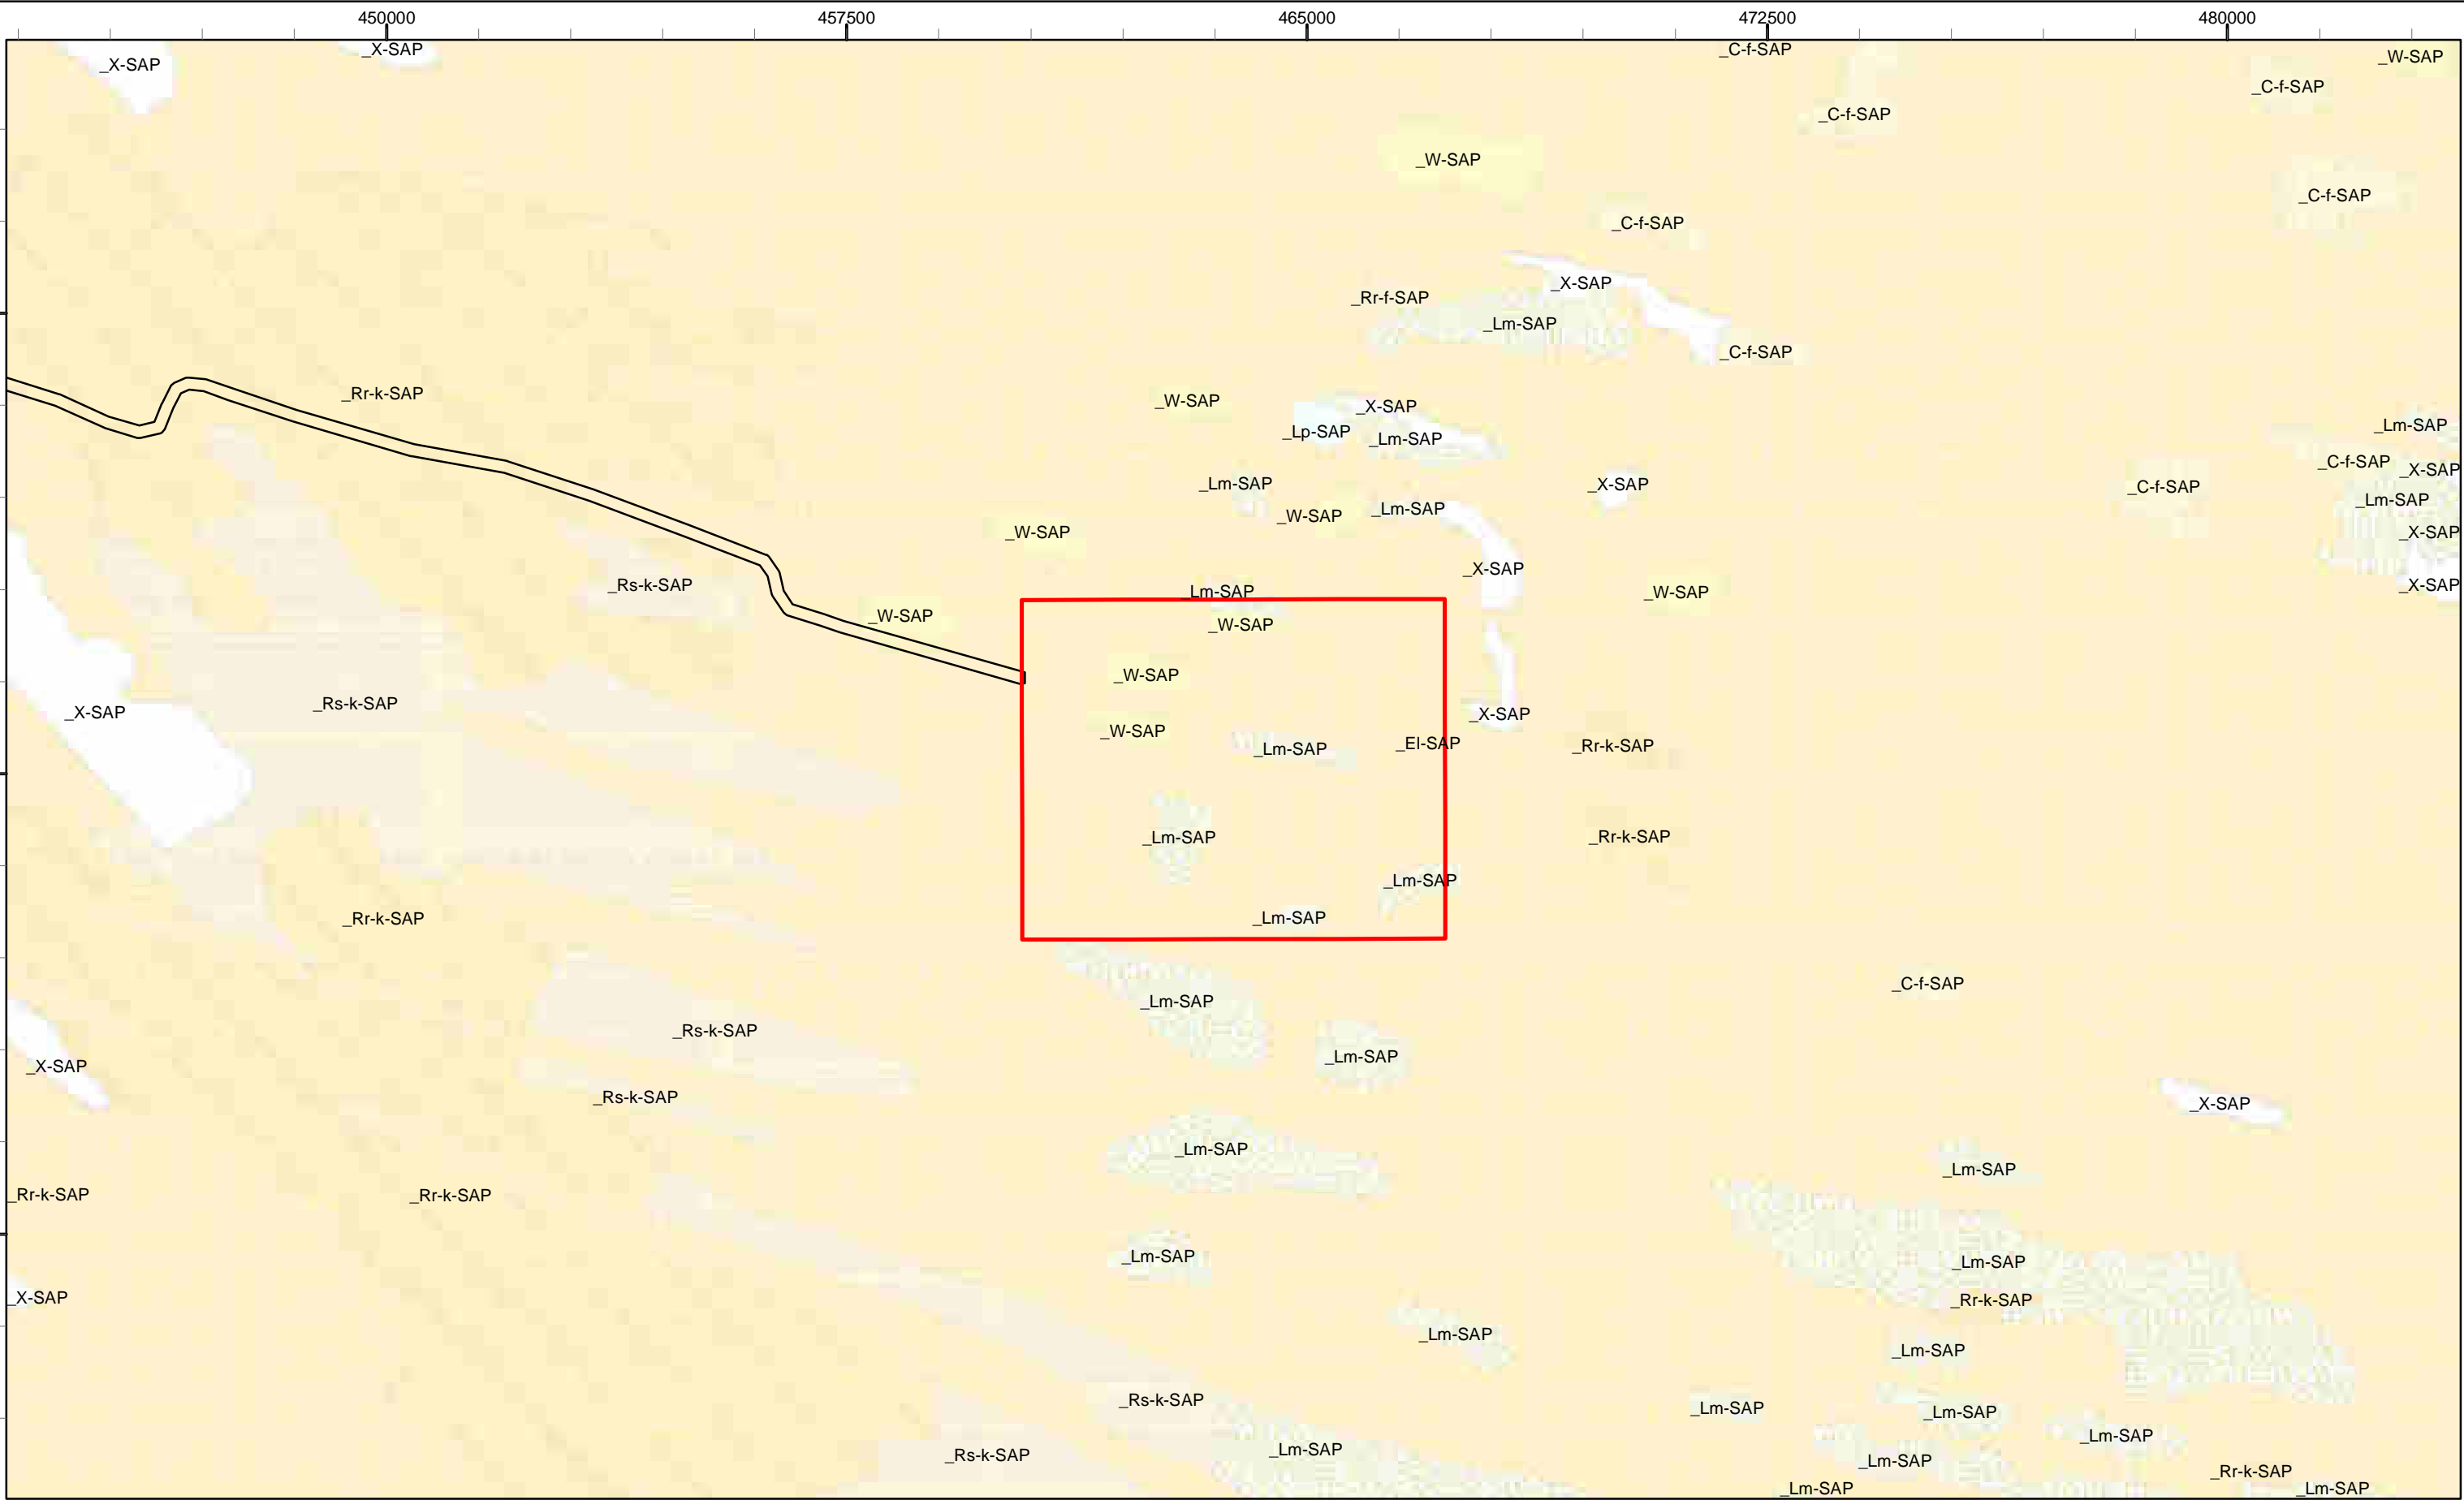 450000 457500 465000 472500 480000
_X-SAP _C-f-SAP
_X-SAP _W-SAP
_C-f-SAP
_C-f-SAP
_W-SAP
_C-f-SAP
_C-f-SAP
_X-SAP
_Rr-f-SAP
_Lm-SAP
_C-f-SAP
_Rr-k-SAP
_W-SAP _X-SAP
_Lp-SAP _Lm-SAP _Lm-SAP
_C-f-SAP _X-SAP
_Lm-SAP _X-SAP _C-f-SAP
_Lm-SAP
_W-SAP _Lm-SAP
_W-SAP _X-SAP
_X-SAP
_Rs-k-SAP _Lm-SAP _W-SAP _X-SAP
_W-SAP _W-SAP
_W-SAP
_Rs-k-SAP
_X-SAP _X-SAP
_W-SAP
_Lm-SAP _El-SAP _Rr-k-SAP
_Lm-SAP _Rr-k-SAP
_Lm-SAP
_Rr-k-SAP _Lm-SAP
_C-f-SAP
_Lm-SAP
_Rs-k-SAP
_Lm-SAP
_X-SAP
_Rs-k-SAP _X-SAP
_Lm-SAP
_Lm-SAP
_Rr-k-SAP _Rr-k-SAP
_Lm-SAP _Lm-SAP
_X-SAP _Rr-k-SAP
_Lm-SAP
_Lm-SAP
_Rs-k-SAP _Lm-SAP _Lm-SAP
_Lm-SAP
_Rs-k-SAP _Lm-SAP _Lm-SAP
_Rr-k-SAP
_Lm-SAP _Lm-SAP